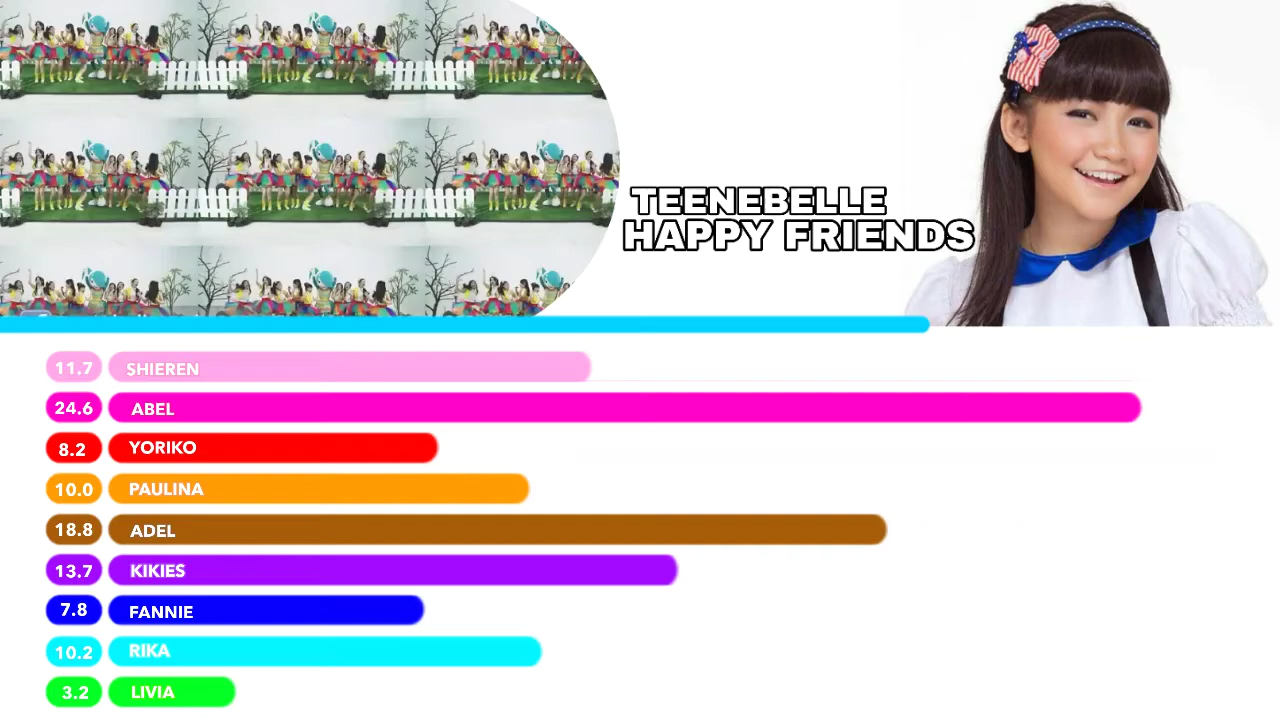 TEENEBELLE
HAPPY FRIENDS
11.7 SHIEREN
24.6 ABEL
8.2 YORIKO
10.0 PAULINA
18.8 ADEL
13.7 KIKIES
7.8 FANNIE
10.2 RIKA
3.2 LIVIA